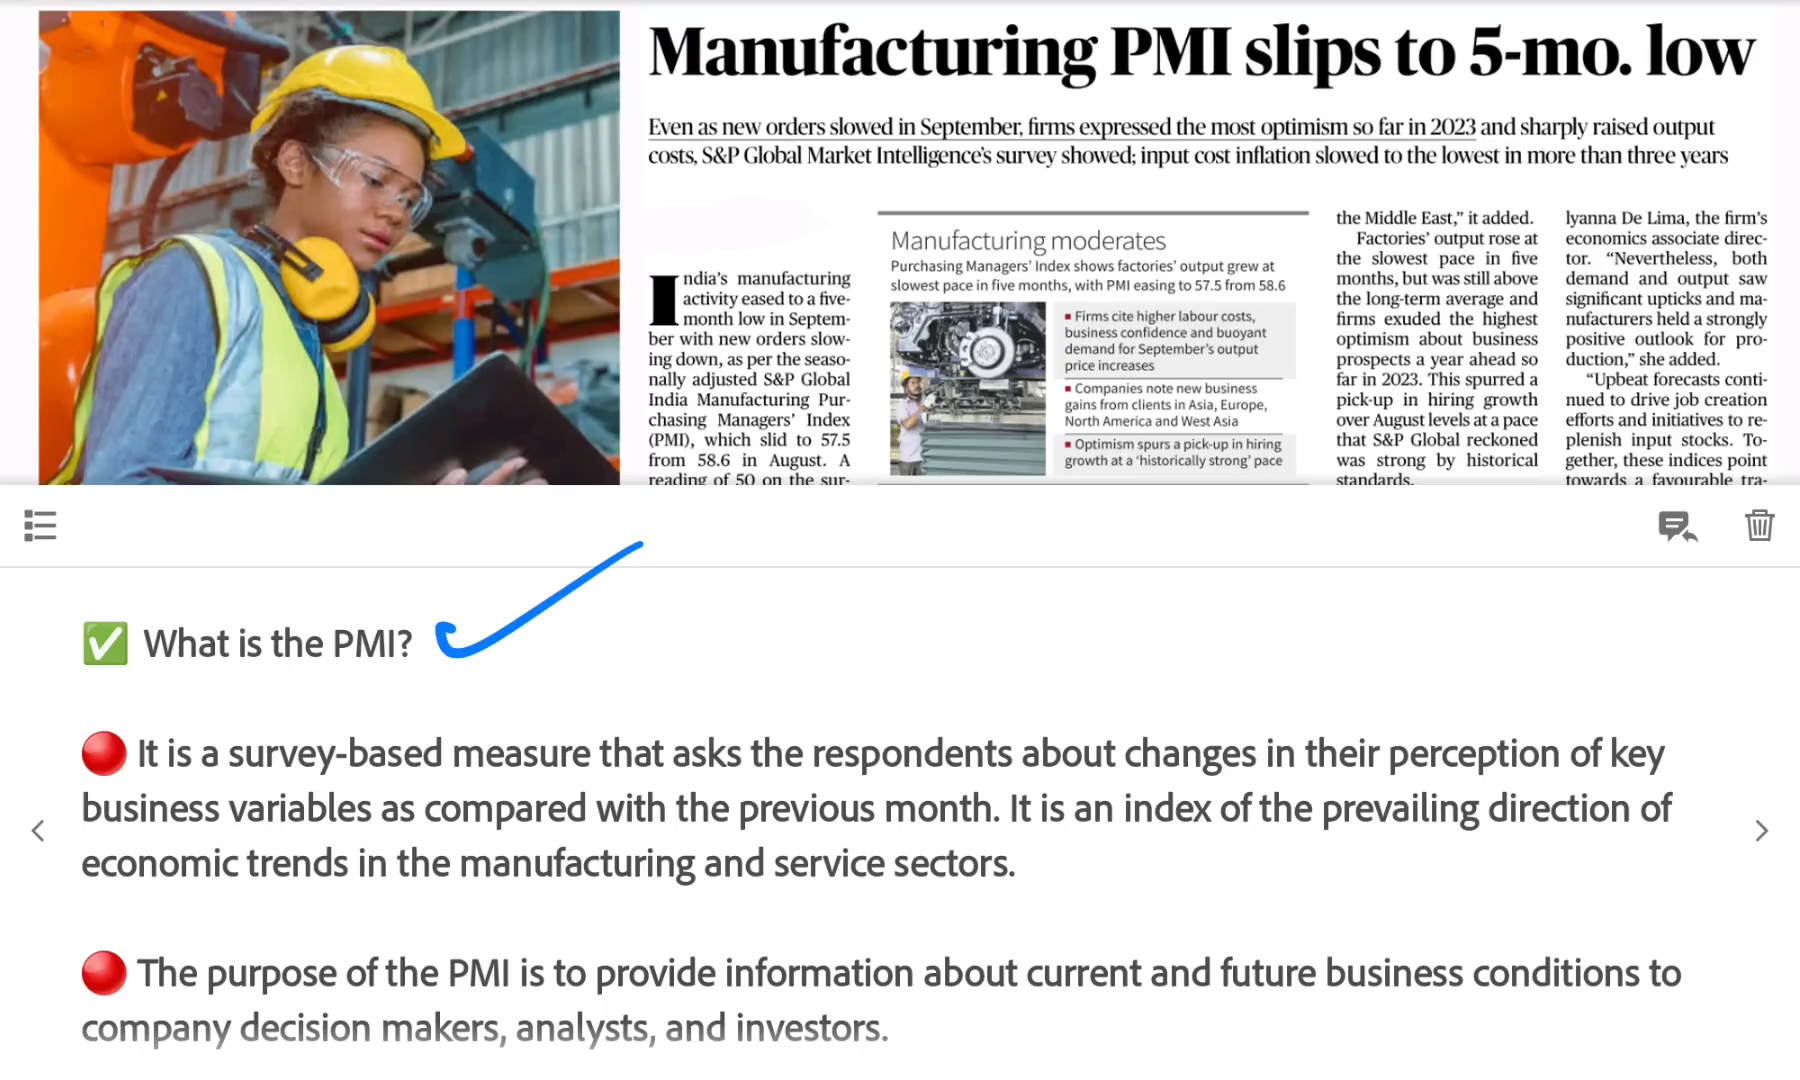 Manufacturing PMI slips to 5-mo. low
Even as new orders slowed in September, firms expressed the most optimism so far in 2023 and sharply raised output
costs, S&P Global Market Intelligence's survey showed; input cost inflation slowed to the lowest in more than three years
India's manufacturing
activity eased to a five-
month low in Septem-
ber with new orders slow-
ing down, as per the seaso-
nally adjusted S&P Global
India Manufacturing Pur-
chasing Managers' Index
(PMI), which slid to 57.5
from 58.6 in August. A
reading of 50 on the sur-
Manufacturing moderates
Purchasing Managers' Index shows factories' output grew at
slowest pace in five months, with PMI easing to 57.5 from 58.6
▪ Firms cite higher labour costs,
business confidence and buoyant
demand for September's output
price increases
▪ Companies note new business
gains from clients in Asia, Europe,
North America and West Asia
▪ Optimism spurs a pick-up in hiring
growth at a 'historically strong' pace
the Middle East," it added.
Factories' output rose at
the slowest pace in five
months, but was still above
the long-term average and
firms exuded the highest
optimism about business
prospects a year ahead so
far in 2023. This spurred a
pick-up in hiring growth
over August levels at a pace
that S&P Global reckoned
was strong by historical
standards.
lyanna De Lima, the firm's
economics associate direc-
tor. "Nevertheless, both
demand and output saw
significant upticks and ma-
nufacturers held a strongly
positive outlook for pro-
duction," she added.
"Upbeat forecasts conti-
nued to drive job creation
efforts and initiatives to re-
plenish input stocks. To-
gether, these indices point
towards a favourable tra-
✅ What is the PMI?
🔴 It is a survey-based measure that asks the respondents about changes in their perception of key
business variables as compared with the previous month. It is an index of the prevailing direction of
economic trends in the manufacturing and service sectors.
🔴 The purpose of the PMI is to provide information about current and future business conditions to
company decision makers, analysts, and investors.